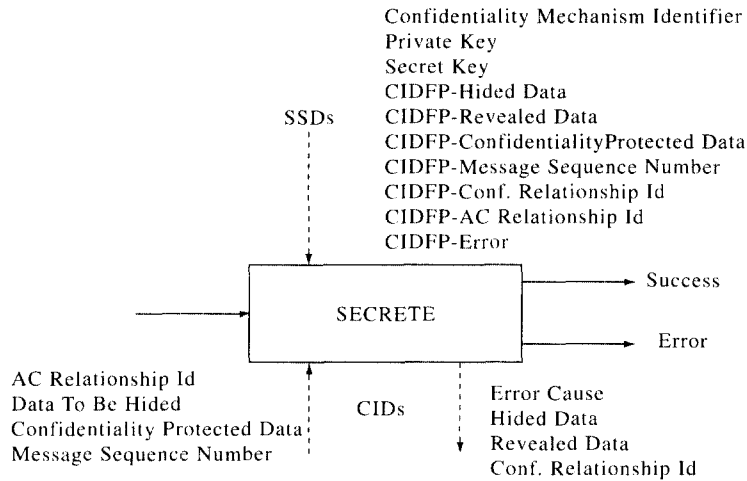 Confidentiality Mechanism Identifier
Private Key
Secret Key
CIDFP-Hided Data
CIDFP-Revealed Data
CIDFP-ConfidentialityProtected Data
CIDFP-Message Sequence Number
CIDFP-Conf. Relationship Id
CIDFP-AC Relationship Id
CIDFP-Error
SSDs
SECRETE
Success
Error
AC Relationship Id
Data To Be Hided
Confidentiality Protected Data
Message Sequence Number
CIDs
Error Cause
Hided Data
Revealed Data
Conf. Relationship Id